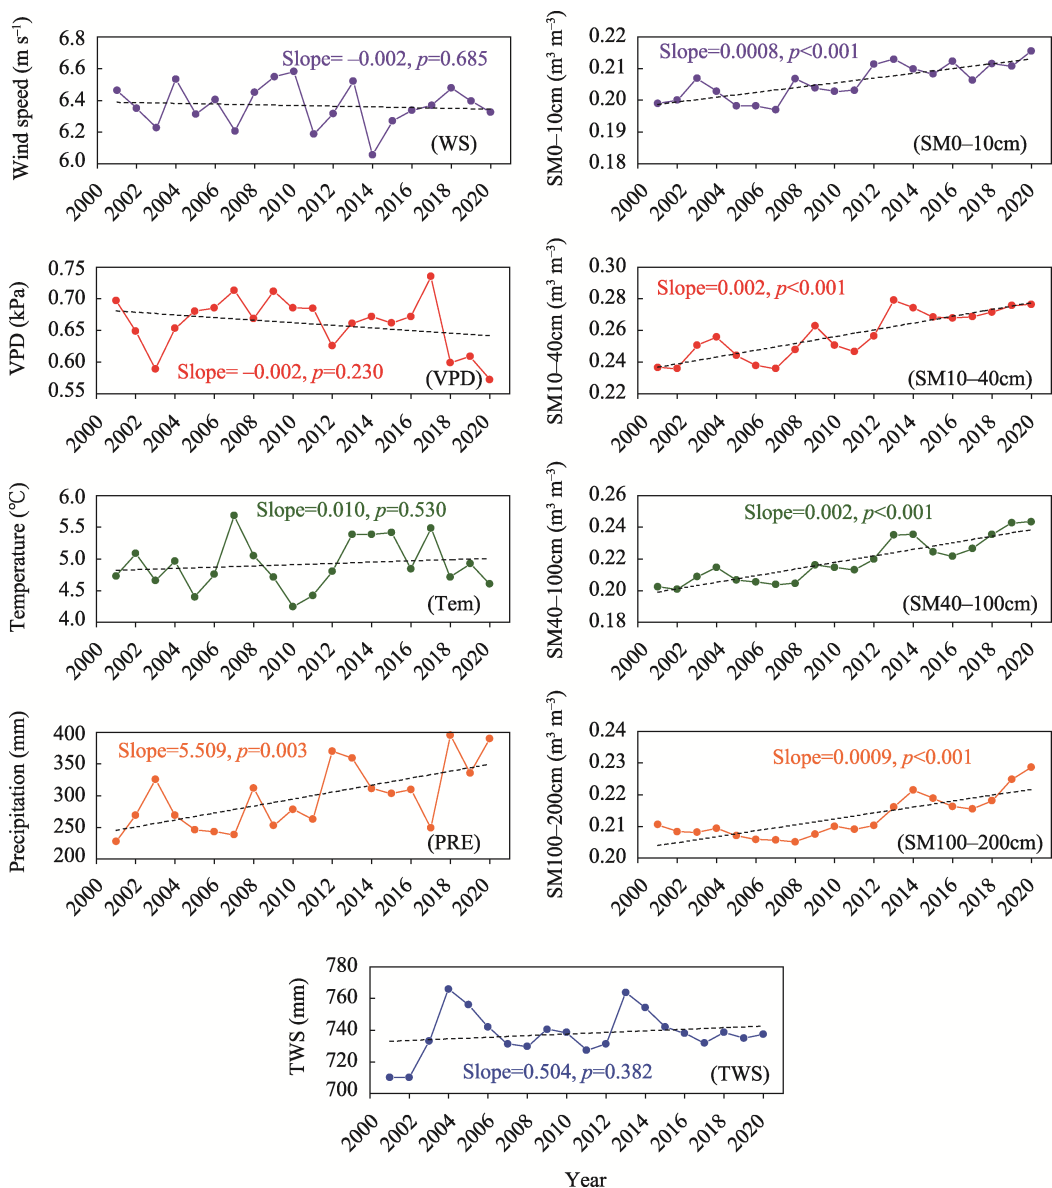 Wind speed (m s⁻¹)
6.8
6.6
6.4
6.2
6.0
Slope= –0.002, p=0.685
(WS)
2000 2002 2004 2006 2008 2010 2012 2014 2016 2018 2020
SM0–10cm (m³ m⁻³)
0.22
0.21
0.20
0.19
0.18
Slope=0.0008, p<0.001
(SM0–10cm)
2000 2002 2004 2006 2008 2010 2012 2014 2016 2018 2020
VPD (kPa)
0.75
0.70
0.65
0.60
0.55
Slope= –0.002, p=0.230
(VPD)
2000 2002 2004 2006 2008 2010 2012 2014 2016 2018 2020
SM10–40cm (m³ m⁻³)
0.30
0.28
0.26
0.24
0.22
Slope=0.002, p<0.001
(SM10–40cm)
2000 2002 2004 2006 2008 2010 2012 2014 2016 2018 2020
Temperature (℃)
6.0
5.5
5.0
4.5
4.0
Slope=0.010, p=0.530
(Tem)
2000 2002 2004 2006 2008 2010 2012 2014 2016 2018 2020
SM40–100cm (m³ m⁻³)
0.26
0.24
0.22
0.20
0.18
Slope=0.002, p<0.001
(SM40–100cm)
2000 2002 2004 2006 2008 2010 2012 2014 2016 2018 2020
Precipitation (mm)
400
350
300
250
200
Slope=5.509, p=0.003
(PRE)
2000 2002 2004 2006 2008 2010 2012 2014 2016 2018 2020
SM100–200cm (m³ m⁻³)
0.24
0.23
0.22
0.21
0.20
Slope=0.0009, p<0.001
(SM100–200cm)
2000 2002 2004 2006 2008 2010 2012 2014 2016 2018 2020
TWS (mm)
780
760
740
720
700
Slope=0.504, p=0.382
(TWS)
2000 2002 2004 2006 2008 2010 2012 2014 2016 2018 2020
Year